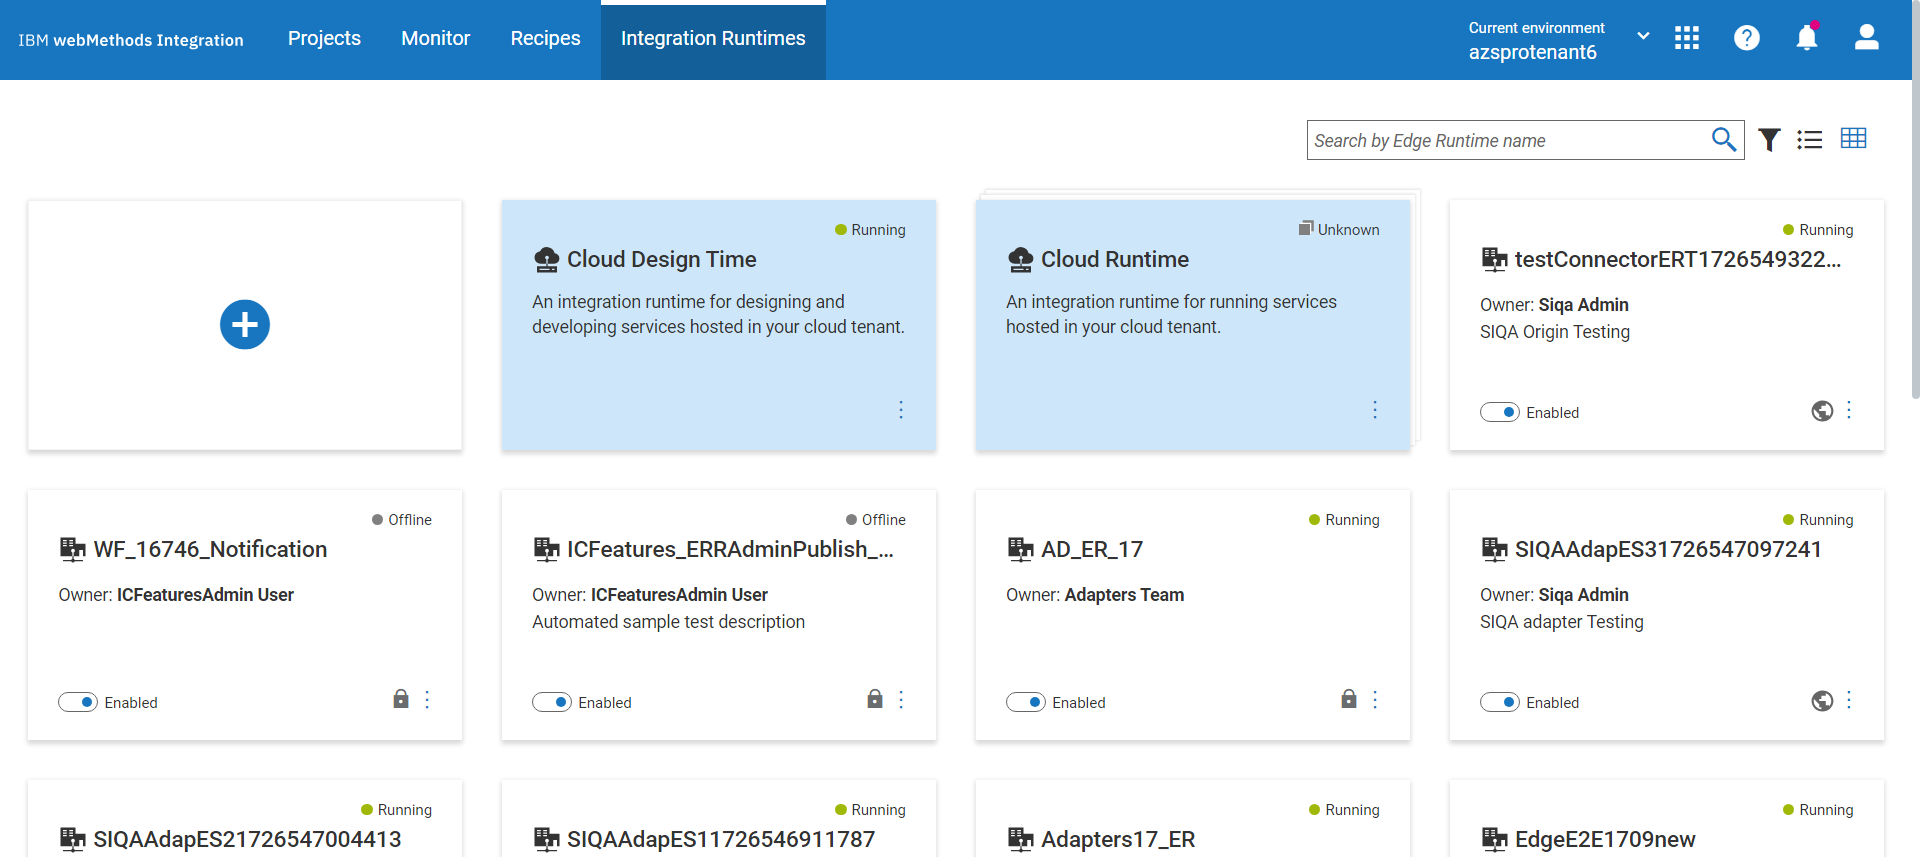 IBM webMethods Integration
Projects
Monitor
Recipes
Integration Runtimes
Current environment
azsprotenant6
Search by Edge Runtime name
Running
Cloud Design Time
An integration runtime for designing and
developing services hosted in your cloud tenant.
Unknown
Cloud Runtime
An integration runtime for running services
hosted in your cloud tenant.
Running
testConnectorERT1726549322...
Owner: Siqa Admin
SIQA Origin Testing
Enabled
Offline
WF_16746_Notification
Owner: ICFeaturesAdmin User
Enabled
Offline
ICFeatures_ERRAdminPublish_...
Owner: ICFeaturesAdmin User
Automated sample test description
Enabled
Running
AD_ER_17
Owner: Adapters Team
Enabled
Running
SIQAAdapES31726547097241
Owner: Siqa Admin
SIQA adapter Testing
Enabled
Running
SIQAAdapES21726547004413
Running
SIQAAdapES11726546911787
Running
Adapters17_ER
Running
EdgeE2E1709new